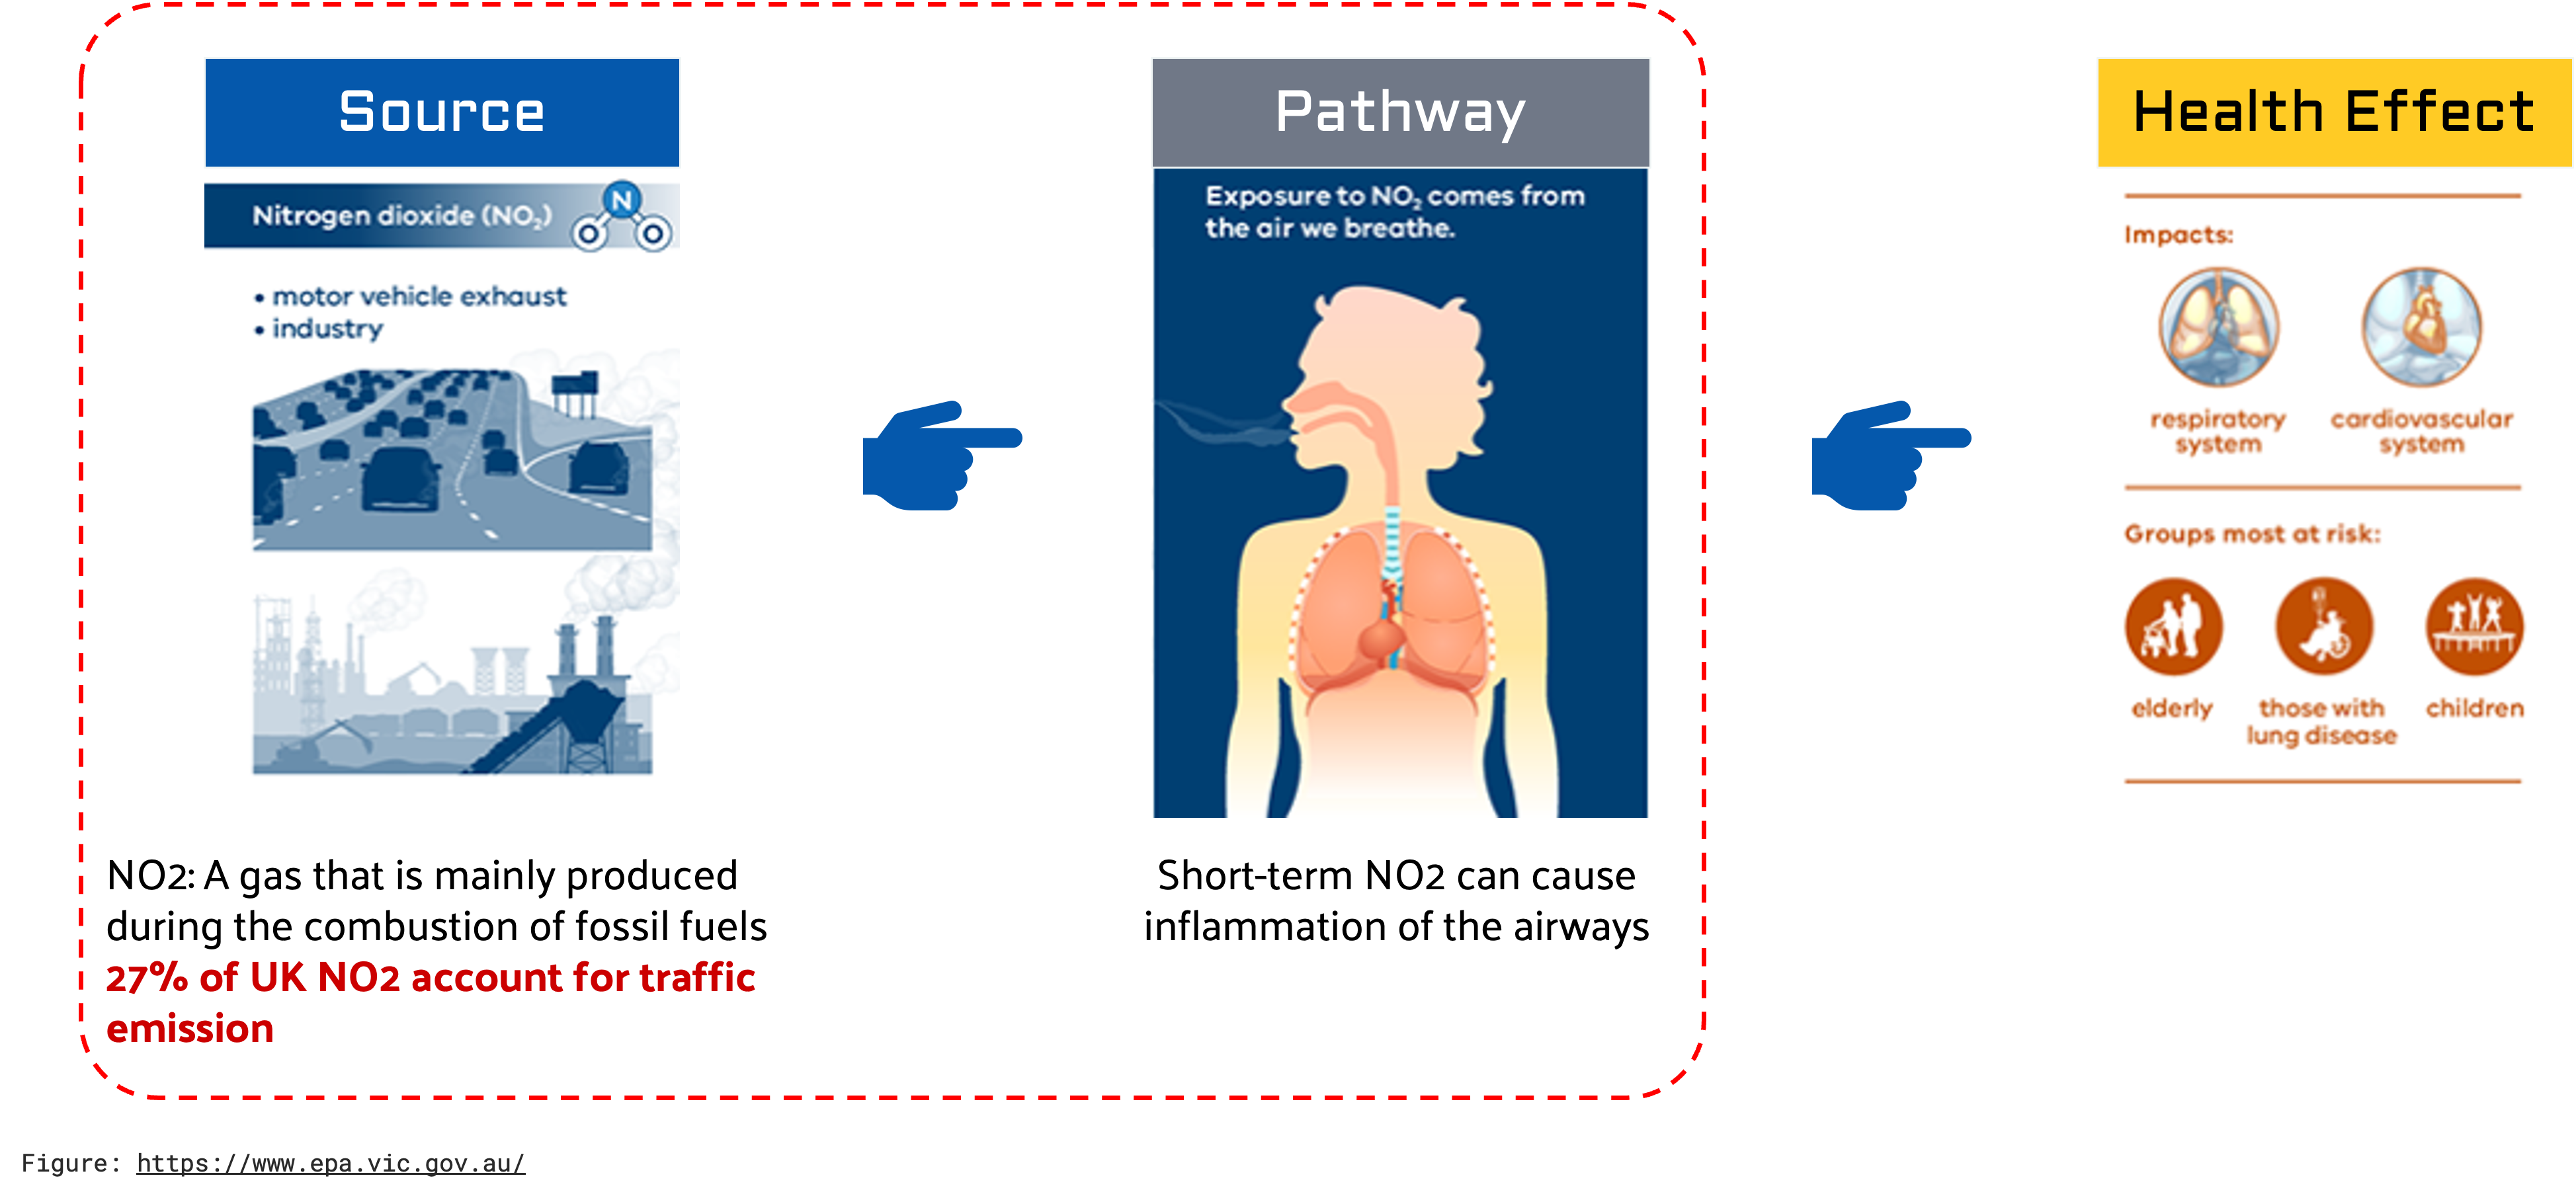 Source
Nitrogen dioxide (NO₂)
N
O O
• motor vehicle exhaust
• industry
NO2: A gas that is mainly produced
during the combustion of fossil fuels
27% of UK NO2 account for traffic
emission
Pathway
Exposure to NO₂ comes from
the air we breathe.
Short-term NO2 can cause
inflammation of the airways
Health Effect
Impacts:
respiratory
system
cardiovascular
system
Groups most at risk:
elderly
those with
lung disease
children
Figure: https://www.epa.vic.gov.au/